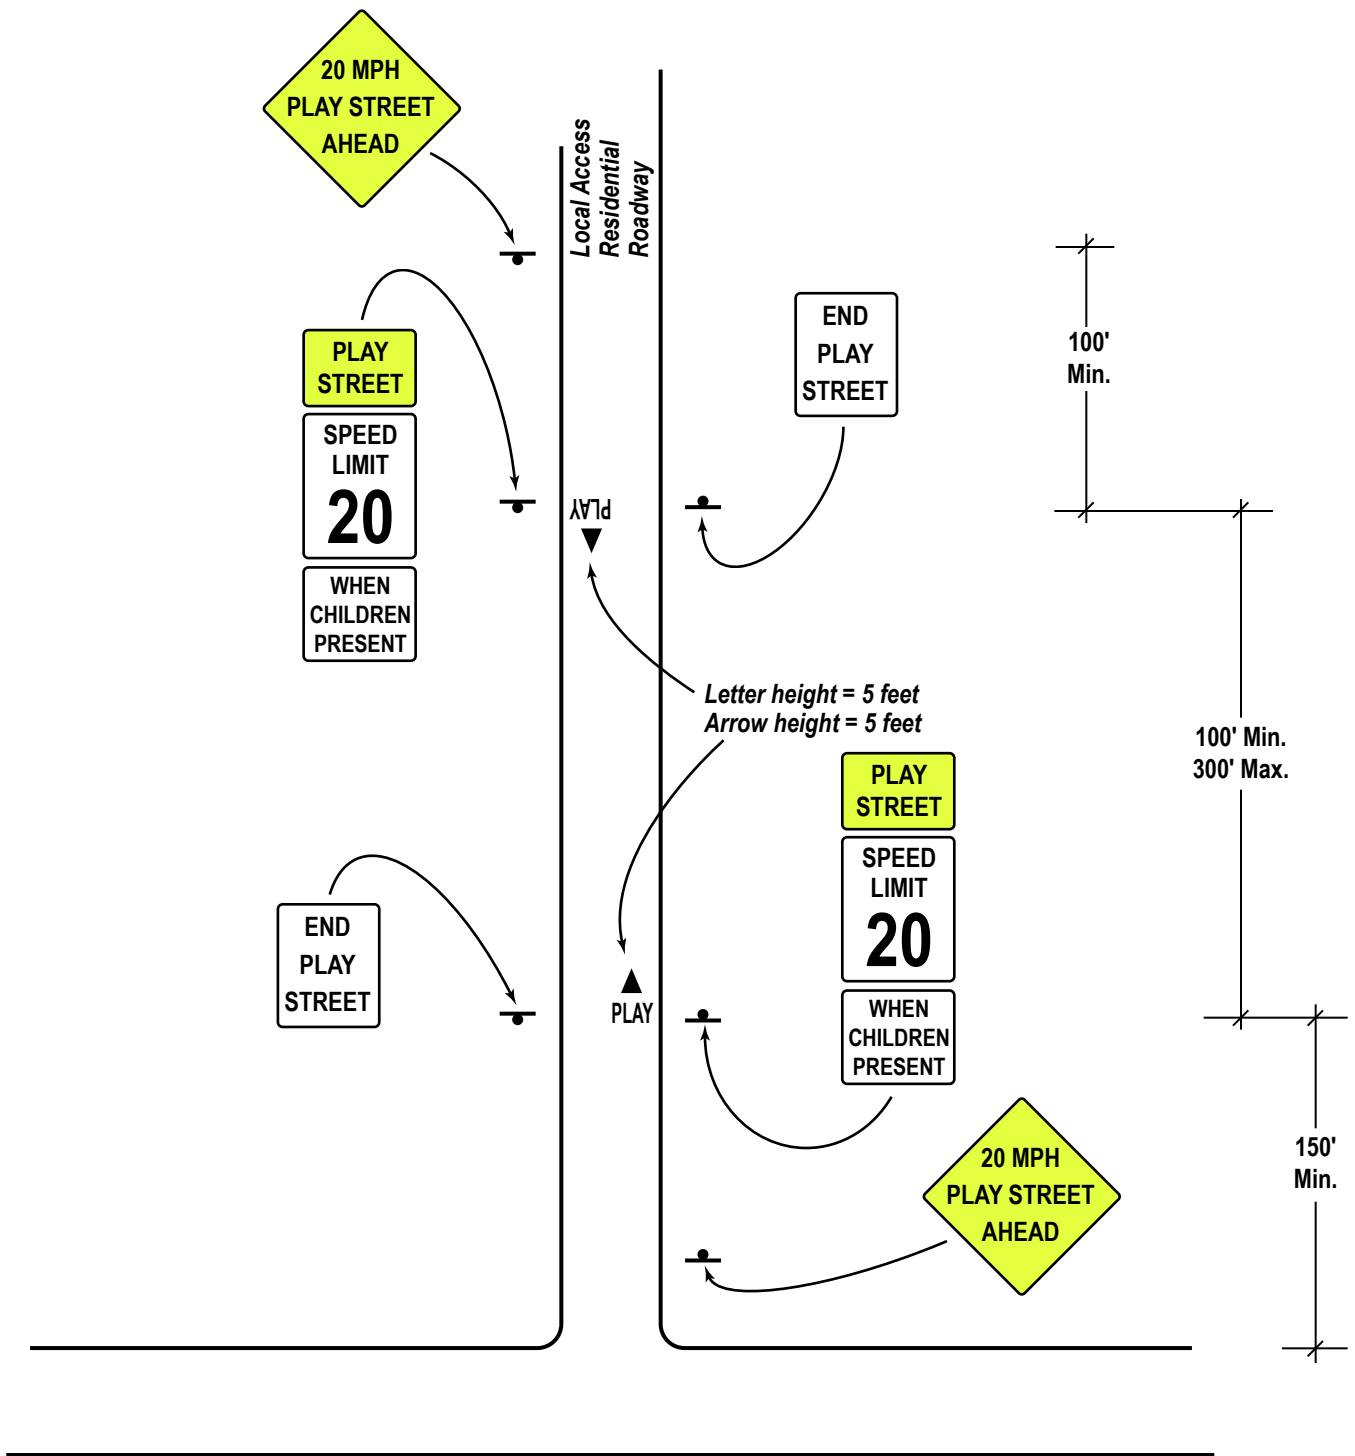 20 MPH
PLAY STREET
AHEAD
Local Access
Residential
Roadway
PLAY
STREET
SPEED
LIMIT
20
WHEN
CHILDREN
PRESENT
END
PLAY
STREET
100'
Min.
PLAY
Letter height = 5 feet
Arrow height = 5 feet
100' Min.
300' Max.
PLAY
STREET
SPEED
LIMIT
20
WHEN
CHILDREN
PRESENT
END
PLAY
STREET
PLAY
20 MPH
PLAY STREET
AHEAD
150'
Min.